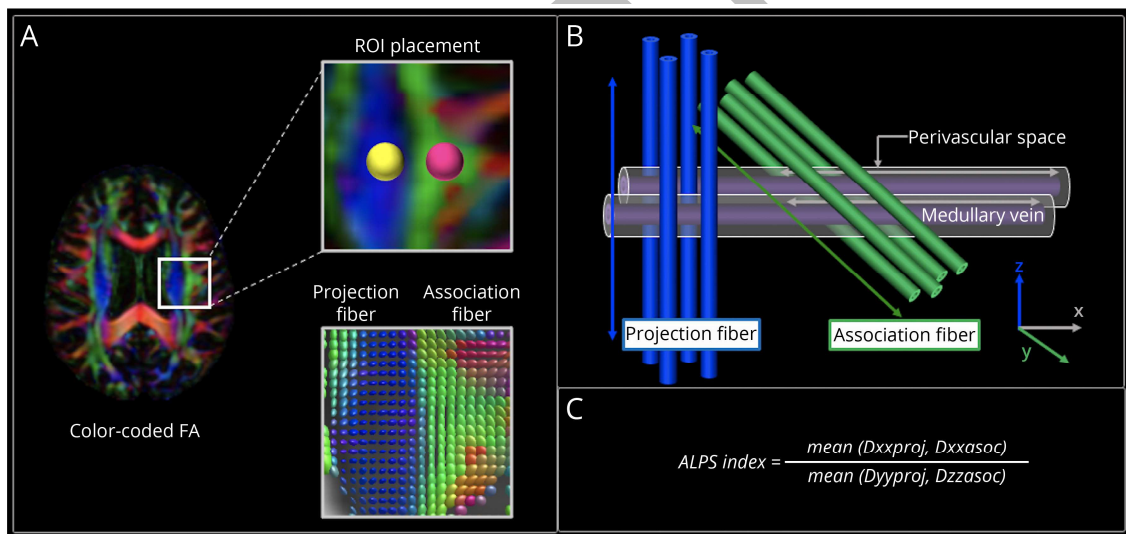 A
ROI placement
Projection
fiber
Association
fiber
Color-coded FA
B
Perivascular space
Medullary vein
Projection fiber
Association fiber
z
x
y
C
ALPS index = mean (Dxxproj, Dxxasoc)
mean (Dyyproj, Dzzasoc)